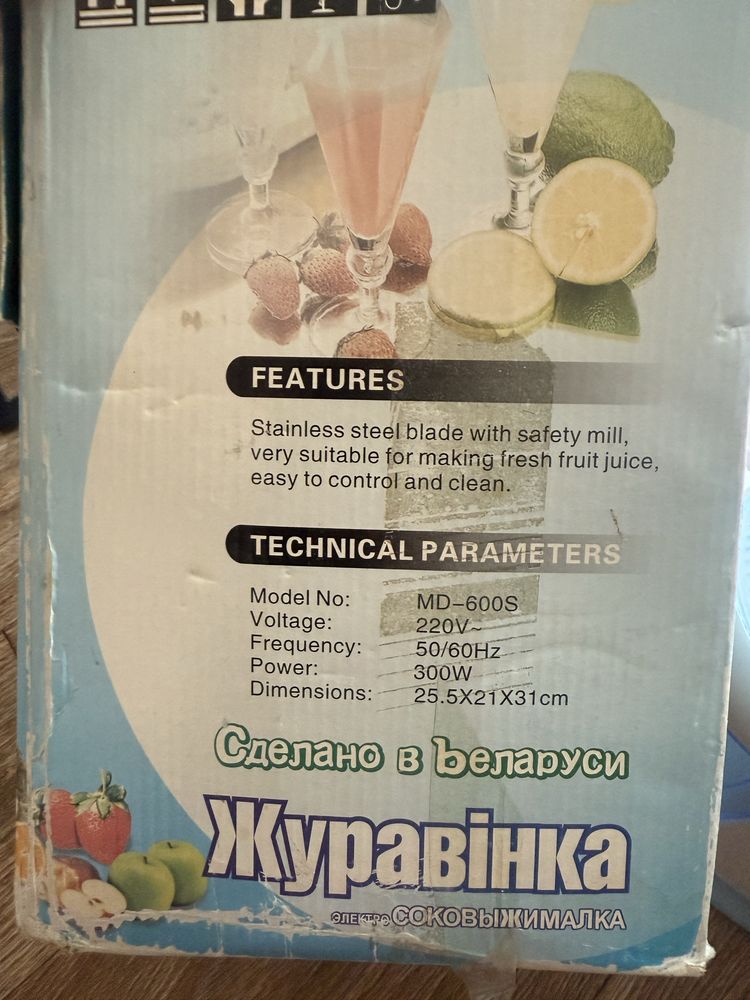 FEATURES
Stainless steel blade with safety mill,
very suitable for making fresh fruit juice,
easy to control and clean.
TECHNICAL PARAMETERS
Model No: MD-600S
Voltage: 220V~
Frequency: 50/60Hz
Power: 300W
Dimensions: 25.5X21X31cm
Сделано в Беларуси
Журавінка
ЭЛЕКТРОСОКОВЫЖИМАЛКА